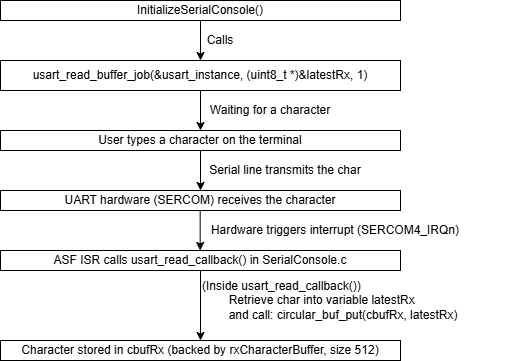 InitializeSerialConsole()
Calls
usart_read_buffer_job(&usart_instance, (uint8_t *)&latestRx, 1)
Waiting for a character
User types a character on the terminal
Serial line transmits the char
UART hardware (SERCOM) receives the character
Hardware triggers interrupt (SERCOM4_IRQn)
ASF ISR calls usart_read_callback() in SerialConsole.c
(Inside usart_read_callback())
Retrieve char into variable latestRx
and call: circular_buf_put(cbufRx, latestRx)
Character stored in cbufRx (backed by rxCharacterBuffer, size 512)